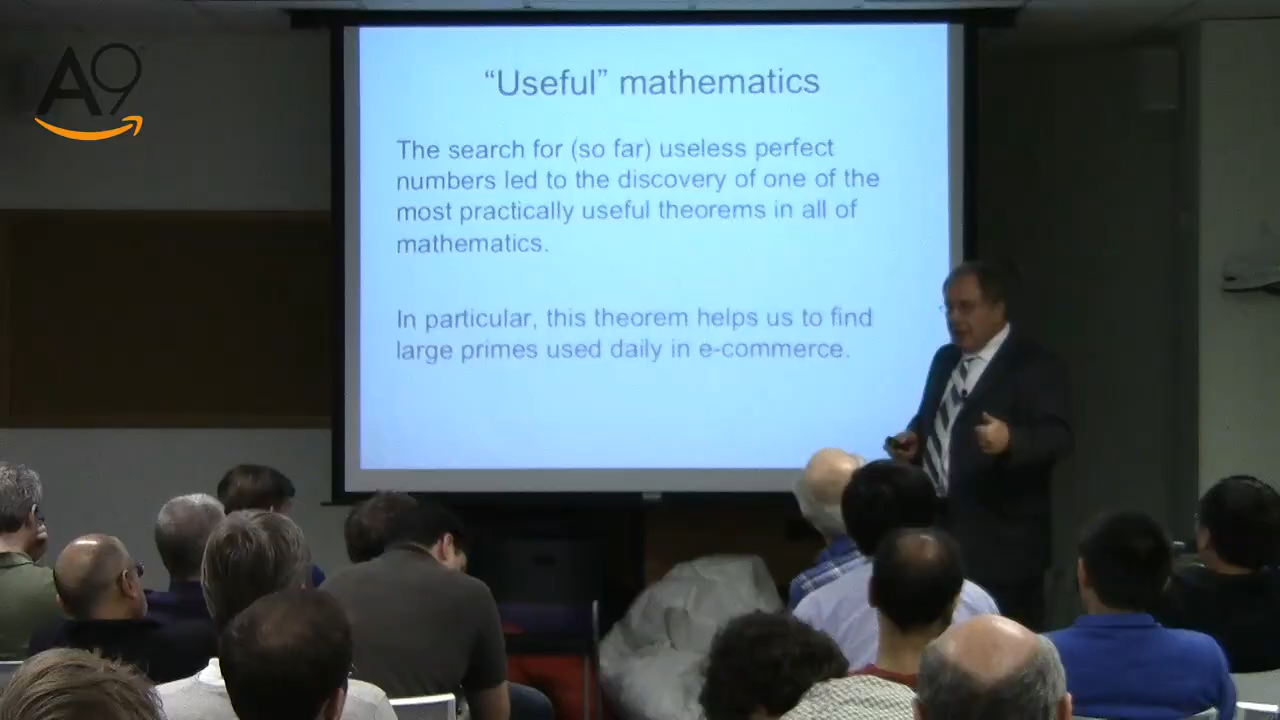 A9
“Useful” mathematics
The search for (so far) useless perfect
numbers led to the discovery of one of the
most practically useful theorems in all of
mathematics.
In particular, this theorem helps us to find
large primes used daily in e-commerce.